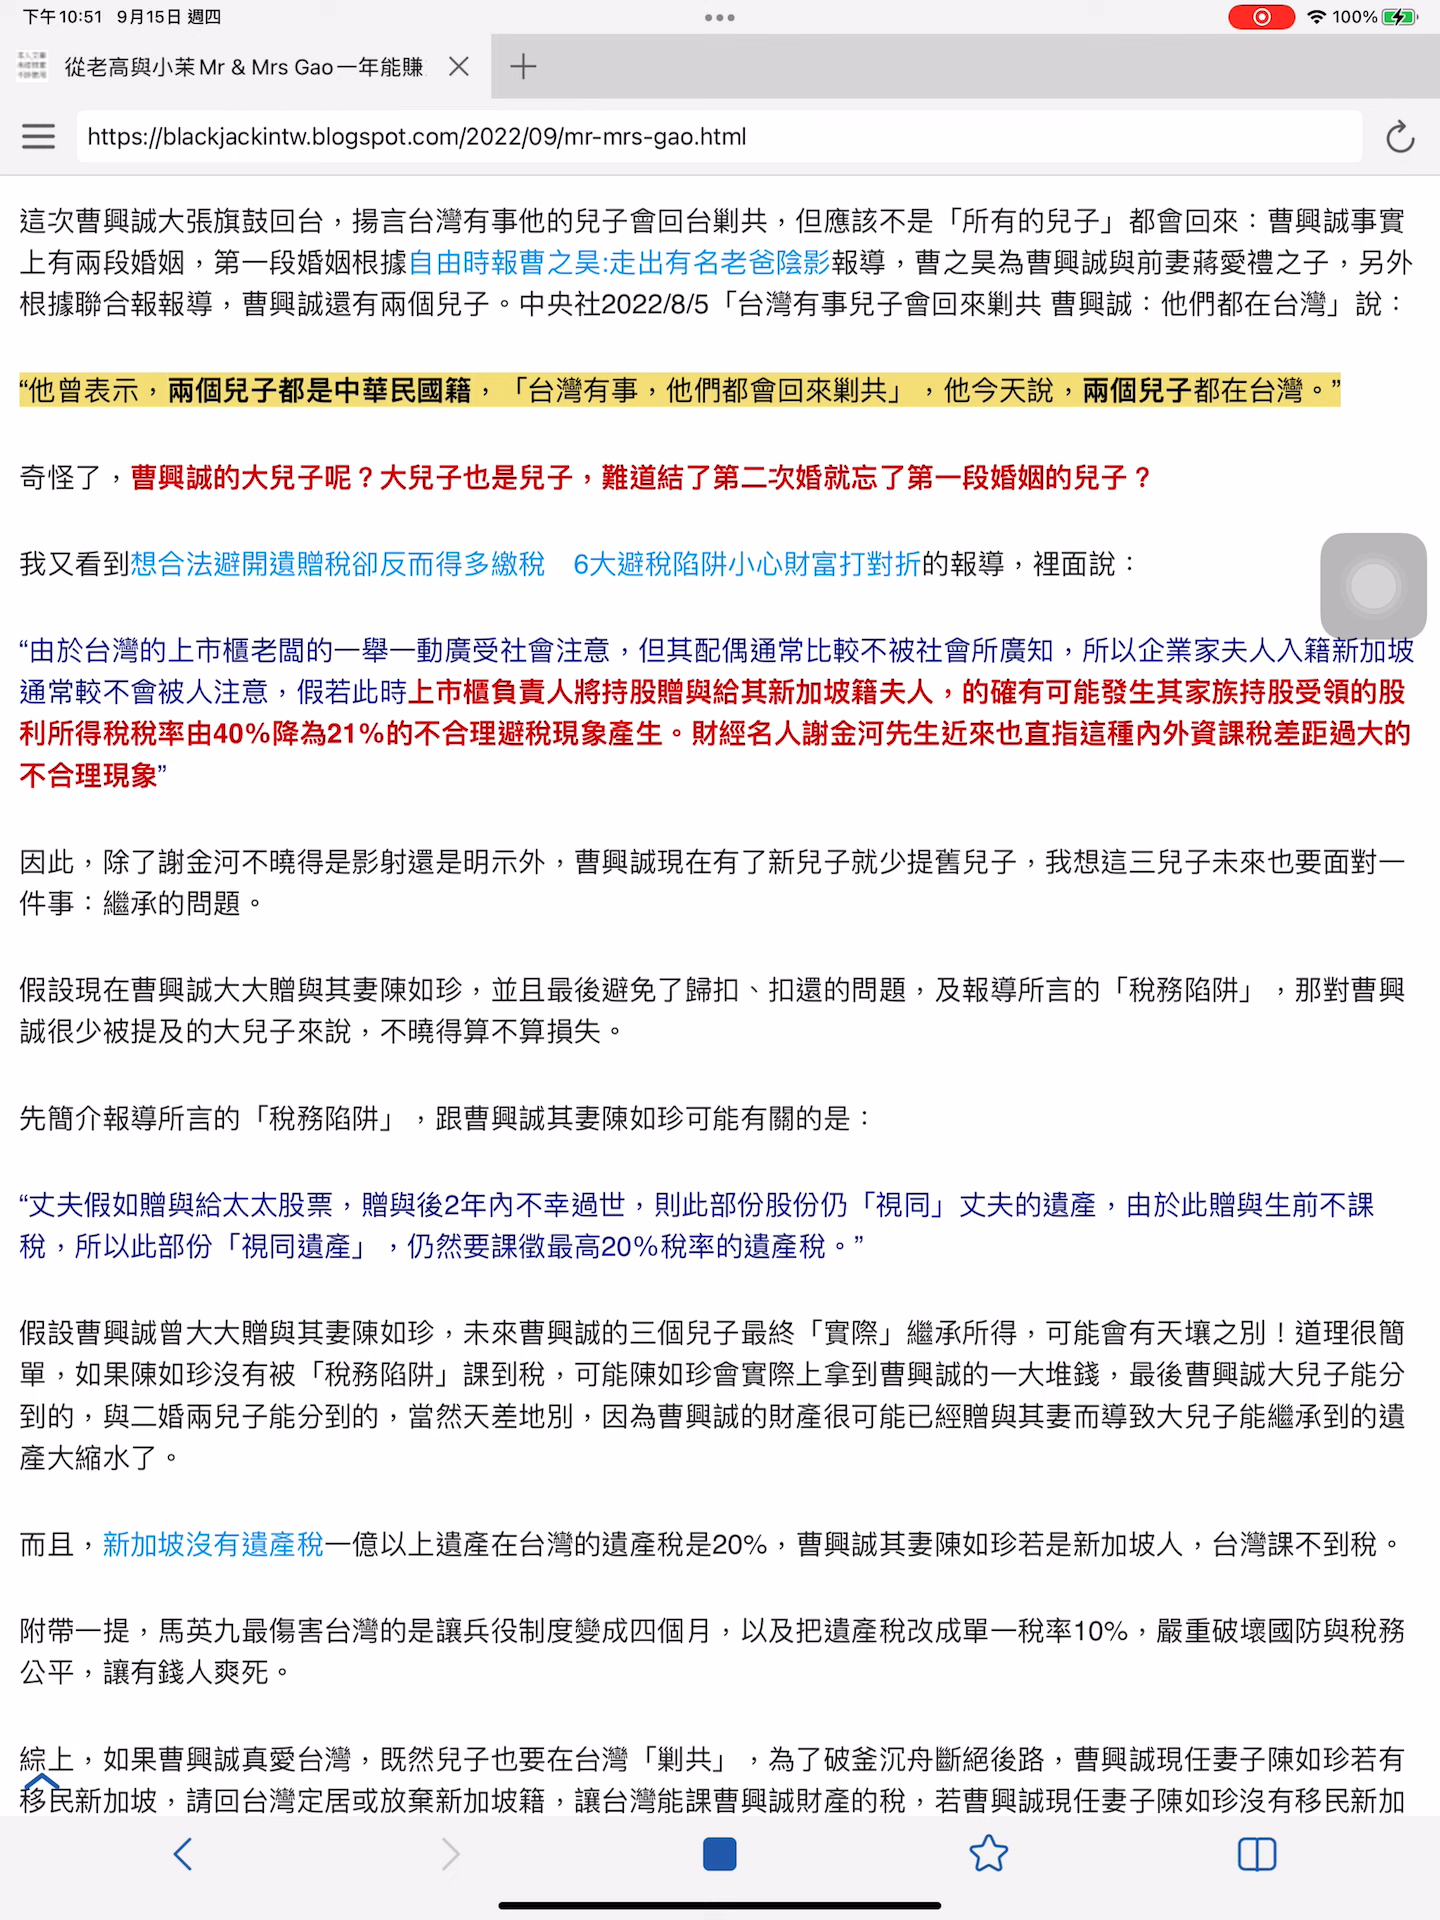 下午10:51 9月15日 週四
100%
從老高與小茉Mr & Mrs Gao一年能賺
https://blackjackintw.blogspot.com/2022/09/mr-mrs-gao.html
這次曹興誠大張旗鼓回台，揚言台灣有事他的兒子會回台剿共，但應該不是「所有的兒子」都會回來：曹興誠事實
上有兩段婚姻，第一段婚姻根據自由時報曹之昊:走出有名老爸陰影報導，曹之昊為曹興誠與前妻蔣愛禮之子，另外
根據聯合報報導，曹興誠還有兩個兒子。中央社2022/8/5「台灣有事兒子會回來剿共 曹興誠：他們都在台灣」說：
“他曾表示，兩個兒子都是中華民國籍，「台灣有事，他們都會回來剿共」，他今天說，兩個兒子都在台灣。”
奇怪了，曹興誠的大兒子呢？大兒子也是兒子，難道結了第二次婚就忘了第一段婚姻的兒子？
我又看到想合法避開遺贈稅卻反而得多繳稅　6大避稅陷阱小心財富打對折的報導，裡面說：
“由於台灣的上市櫃老闆的一舉一動廣受社會注意，但其配偶通常比較不被社會所廣知，所以企業家夫人入籍新加坡
通常較不會被人注意，假若此時上市櫃負責人將持股贈與給其新加坡籍夫人，的確有可能發生其家族持股受領的股
利所得稅稅率由40%降為21%的不合理避稅現象產生。財經名人謝金河先生近來也直指這種內外資課稅差距過大的
不合理現象”
因此，除了謝金河不曉得是影射還是明示外，曹興誠現在有了新兒子就少提舊兒子，我想這三兒子未來也要面對一
件事：繼承的問題。
假設現在曹興誠大大贈與其妻陳如珍，並且最後避免了歸扣、扣還的問題，及報導所言的「稅務陷阱」，那對曹興
誠很少被提及的大兒子來說，不曉得算不算損失。
先簡介報導所言的「稅務陷阱」，跟曹興誠其妻陳如珍可能有關的是：
“丈夫假如贈與給太太股票，贈與後2年內不幸過世，則此部份股份仍「視同」丈夫的遺產，由於此贈與生前不課
稅，所以此部份「視同遺產」，仍然要課徵最高20%稅率的遺產稅。”
假設曹興誠曾大大贈與其妻陳如珍，未來曹興誠的三個兒子最終「實際」繼承所得，可能會有天壤之別！道理很簡
單，如果陳如珍沒有被「稅務陷阱」課到稅，可能陳如珍會實際上拿到曹興誠的一大堆錢，最後曹興誠大兒子能分
到的，與二婚兩兒子能分到的，當然天差地別，因為曹興誠的財產很可能已經贈與其妻而導致大兒子能繼承到的遺
產大縮水了。
而且，新加坡沒有遺產稅一億以上遺產在台灣的遺產稅是20%，曹興誠其妻陳如珍若是新加坡人，台灣課不到稅。
附帶一提，馬英九最傷害台灣的是讓兵役制度變成四個月，以及把遺產稅改成單一稅率10%，嚴重破壞國防與稅務
公平，讓有錢人爽死。
綜上，如果曹興誠真愛台灣，既然兒子也要在台灣「剿共」，為了破釜沉舟斷絕後路，曹興誠現任妻子陳如珍若有
移民新加坡，請回台灣定居或放棄新加坡籍，讓台灣能課曹興誠財產的稅，若曹興誠現任妻子陳如珍沒有移民新加